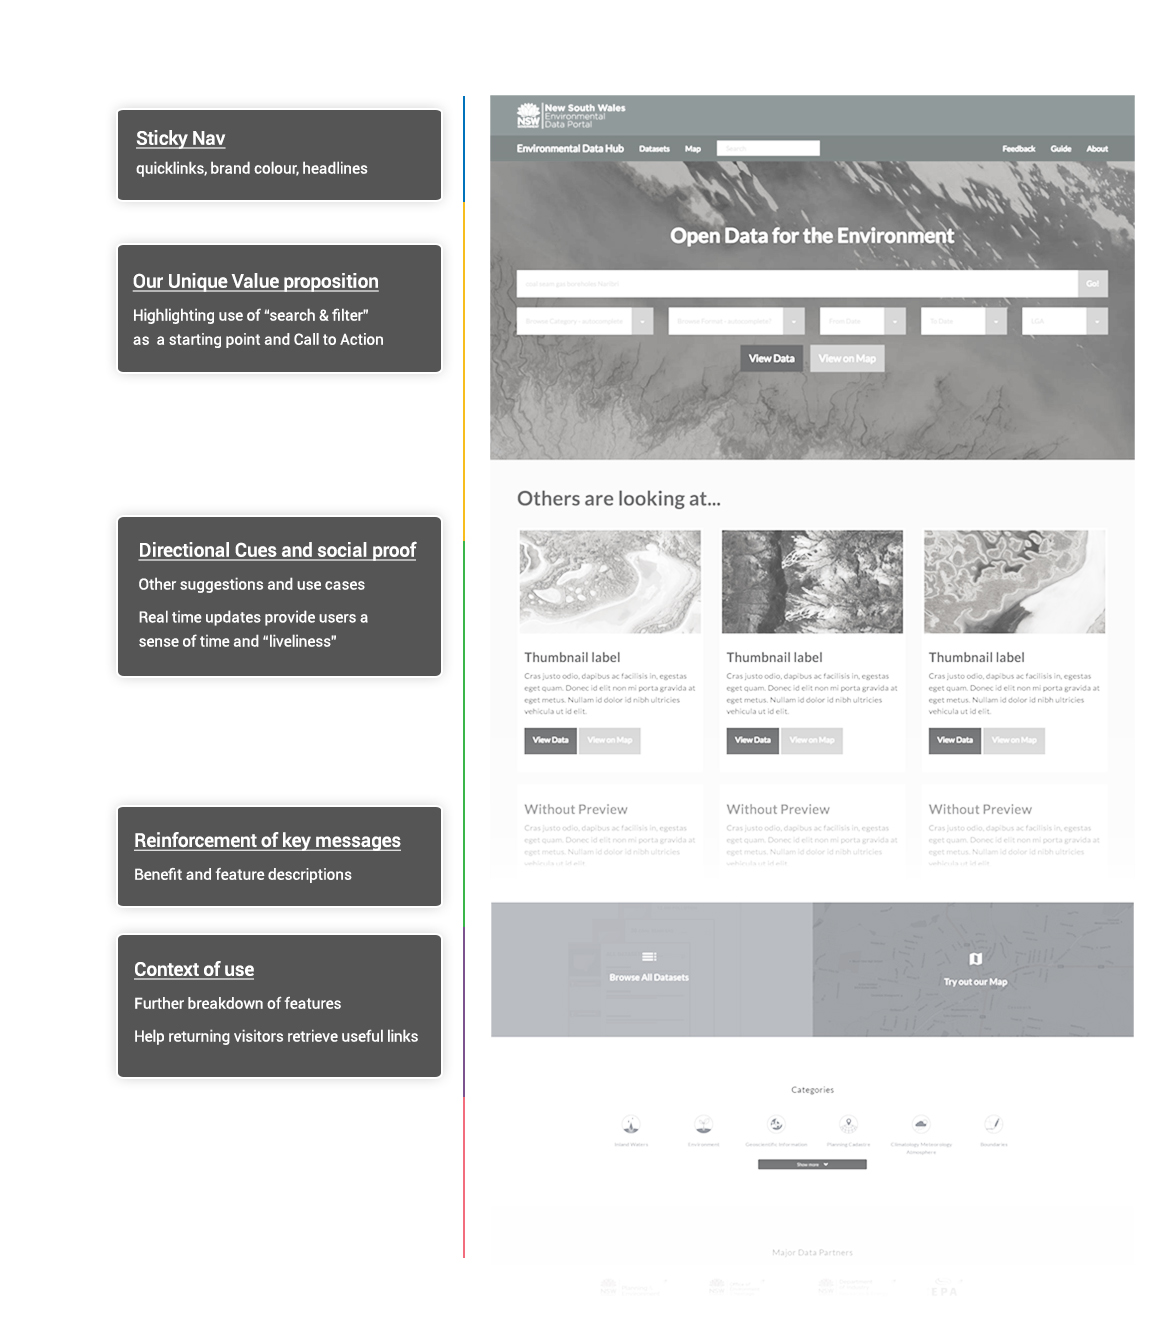 Sticky Nav
quicklinks, brand colour, headlines
Our Unique Value proposition
Highlighting use of “search & filter”
as a starting point and Call to Action
Directional Cues and social proof
Other suggestions and use cases
Real time updates provide users a
sense of time and “liveliness”
Reinforcement of key messages
Benefit and feature descriptions
Context of use
Further breakdown of features
Help returning visitors retrieve useful links
NSW
New South Wales
Environmental
Data Portal
Environmental Data Hub Datasets Map Search Feedback Guide About
Open Data for the Environment
Go!
Browse Category - autocomplete Browse Format - autocomplete From Date To Date LGA
View Data View on Map
Others are looking at...
Thumbnail label
Cras justo odio, dapibus ac facilisis in, egestas
eget quam. Donec id elit non mi porta gravida at
eget metus. Nullam id dolor id nibh ultricies
vehicula ut id elit.
View Data View on Map
Thumbnail label
Cras justo odio, dapibus ac facilisis in, egestas
eget quam. Donec id elit non mi porta gravida at
eget metus. Nullam id dolor id nibh ultricies
vehicula ut id elit.
View Data View on Map
Thumbnail label
Cras justo odio, dapibus ac facilisis in, egestas
eget quam. Donec id elit non mi porta gravida at
eget metus. Nullam id dolor id nibh ultricies
vehicula ut id elit.
View Data View on Map
Without Preview
Cras justo odio, dapibus ac facilisis in, egestas
eget quam. Donec id elit non mi porta gravida at
eget metus. Nullam id dolor id nibh ultricies
vehicula ut id elit.
Without Preview
Cras justo odio, dapibus ac facilisis in, egestas
eget quam. Donec id elit non mi porta gravida at
eget metus. Nullam id dolor id nibh ultricies
vehicula ut id elit.
Without Preview
Cras justo odio, dapibus ac facilisis in, egestas
eget quam. Donec id elit non mi porta gravida at
eget metus. Nullam id dolor id nibh ultricies
vehicula ut id elit.
Browse All Datasets
Try out our Map
Categories
Inland Waters
Environment
Geoscientific Information
Planning Cadastre
Climatology Meteorology
Atmosphere
Boundaries
Show more
Major Data Partners
NSW
NSW
NSW
EPA